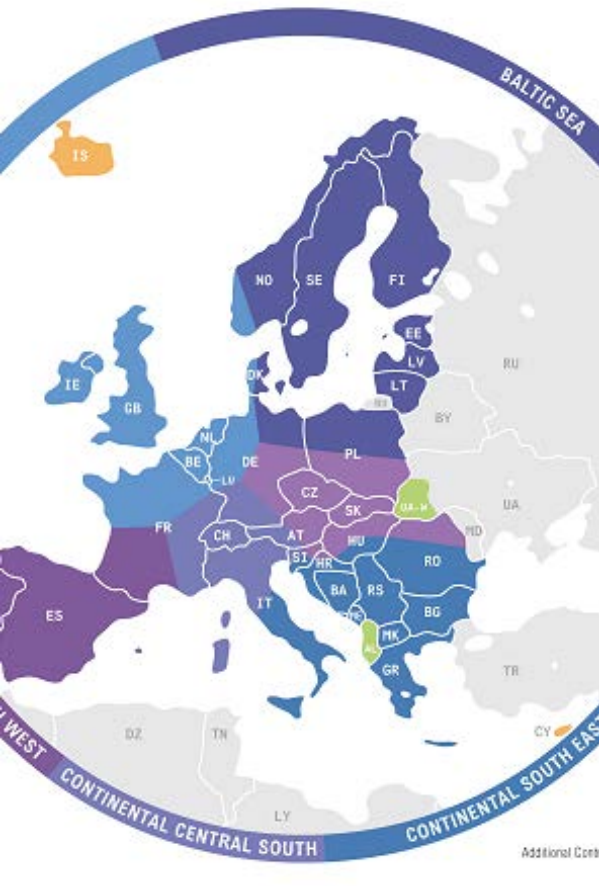 BALTIC SEA
IS
NO
SE
FI
EE
LV
LT
RU
BY
DK
IE
GB
NL
BE
LU
DE
PL
CZ
SK
UA-W
UA
MD
FR
CH
AT
HU
SI
HR
RO
BA
RS
IT
ES
BG
MK
AL
GR
TR
CY
DZ
TN
LY
WEST
CONTINENTAL CENTRAL SOUTH
CONTINENTAL SOUTH EAST
Additional Cont